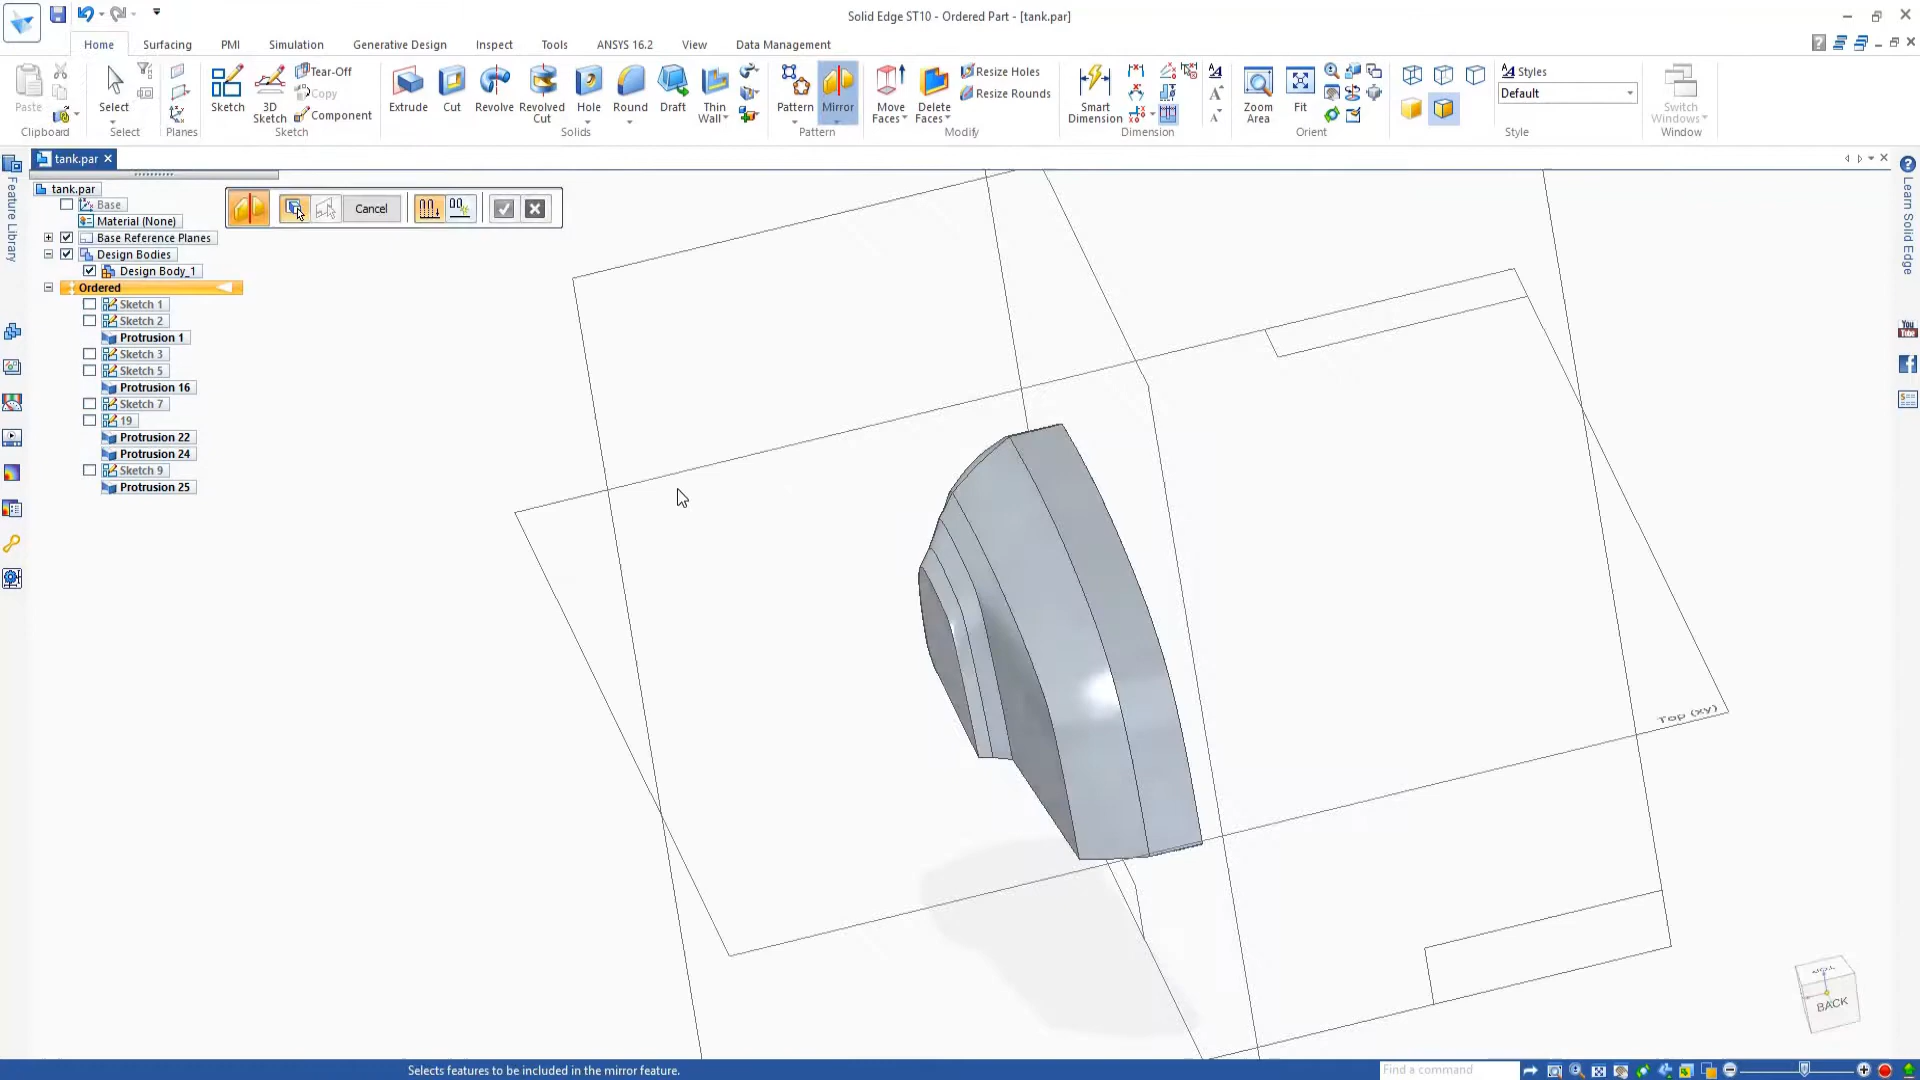 Solid Edge ST10 - Ordered Part - [tank.par]
Home Surfacing PMI Simulation Generative Design Inspect Tools ANSYS 16.2 View Data Management
Paste
Clipboard
Select
Select
Planes
Sketch
3D Sketch
Tear-Off
Copy
Component
Sketch
Extrude
Cut
Revolve
Revolved Cut
Hole
Round
Draft
Thin Wall
Solids
Pattern
Mirror
Pattern
Move Faces
Delete Faces
Resize Holes
Resize Rounds
Modify
Smart Dimension
Dimension
Zoom Area
Fit
Orient
Styles
Default
Style
Switch Windows
Window
tank.par
Feature Library
tank.par
Base
Material (None)
Base Reference Planes
Design Bodies
Design Body_1
Ordered
Sketch 1
Sketch 2
Protrusion 1
Sketch 3
Sketch 5
Protrusion 16
Sketch 7
19
Protrusion 22
Protrusion 24
Sketch 9
Protrusion 25
Cancel
Learn Solid Edge
You
Tube
Top (xy)
BACK
Selects features to be included in the mirror feature.
Find a command